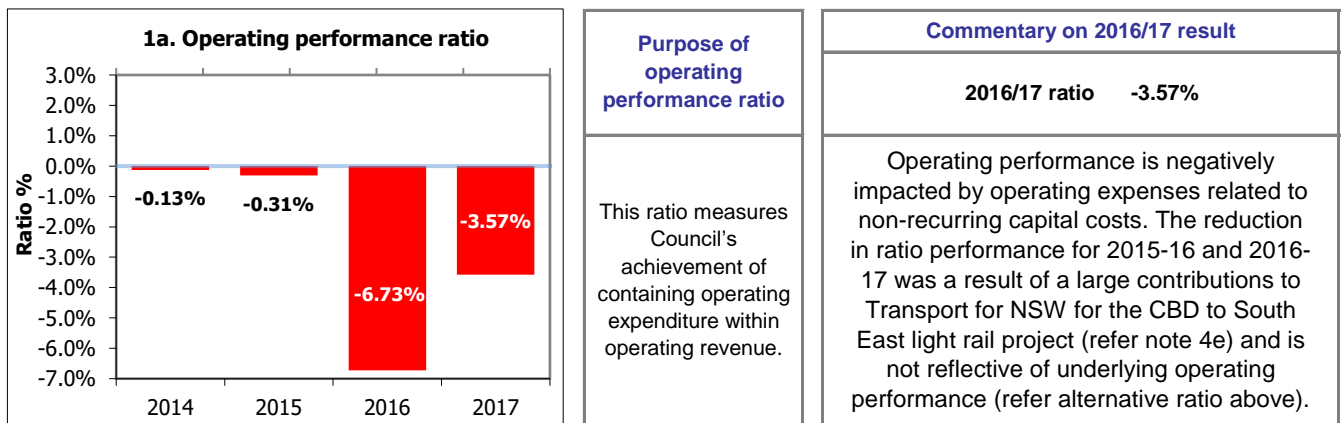 1a. Operating performance ratio
Ratio %
3.0%
2.0%
1.0%
0.0%
-1.0%
-2.0%
-3.0%
-4.0%
-5.0%
-6.0%
-7.0%
-0.13%
-0.31%
-6.73%
-3.57%
2014 2015 2016 2017
Purpose of
operating
performance ratio
This ratio measures
Council’s
achievement of
containing operating
expenditure within
operating revenue.
Commentary on 2016/17 result
2016/17 ratio -3.57%
Operating performance is negatively
impacted by operating expenses related to
non-recurring capital costs. The reduction
in ratio performance for 2015-16 and 2016-
17 was a result of a large contributions to
Transport for NSW for the CBD to South
East light rail project (refer note 4e) and is
not reflective of underlying operating
performance (refer alternative ratio above).